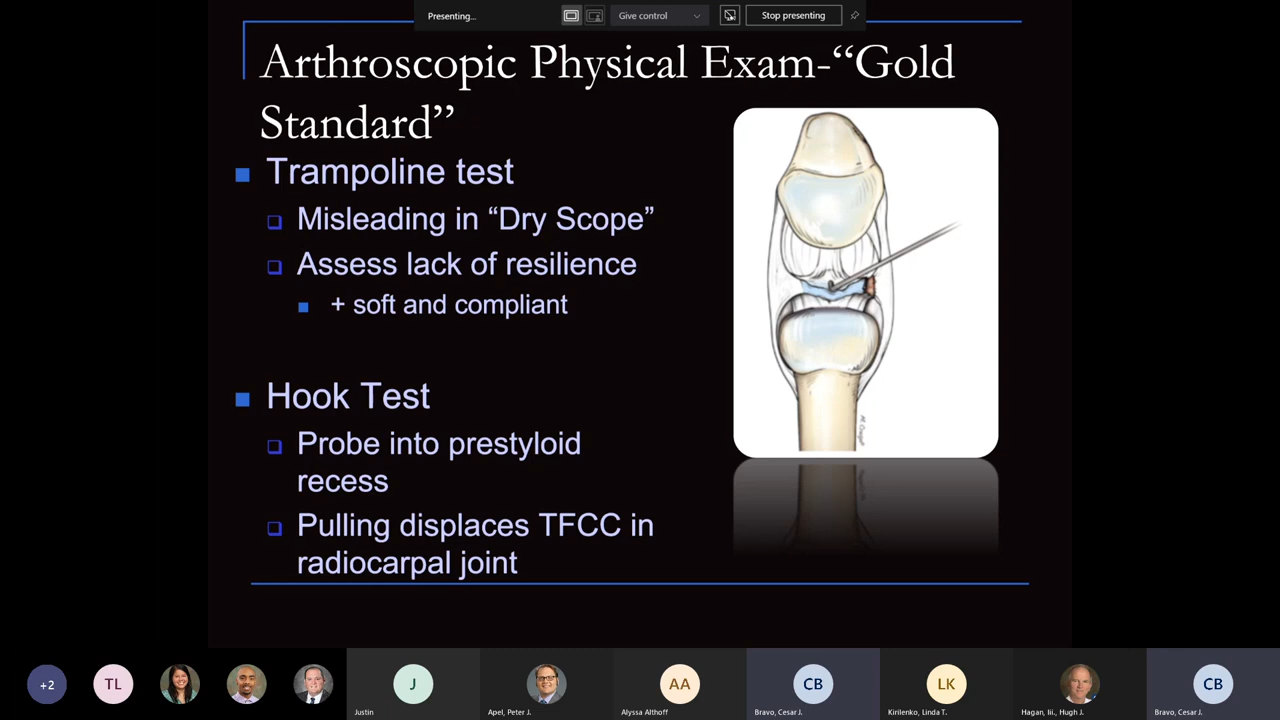 Presenting...
Give control
Stop presenting
Arthroscopic Physical Exam-“Gold
Standard”
Trampoline test
Misleading in “Dry Scope”
Assess lack of resilience
+ soft and compliant
Hook Test
Probe into prestyloid
recess
Pulling displaces TFCC in
radiocarpal joint
+2
TL
J
Justin
Apel, Peter J.
AA
Alyssa Althoff
CB
Bravo, Cesar J.
LK
Kirilenko, Linda T.
Hagan, Iii., Hugh J.
CB
Bravo, Cesar J.